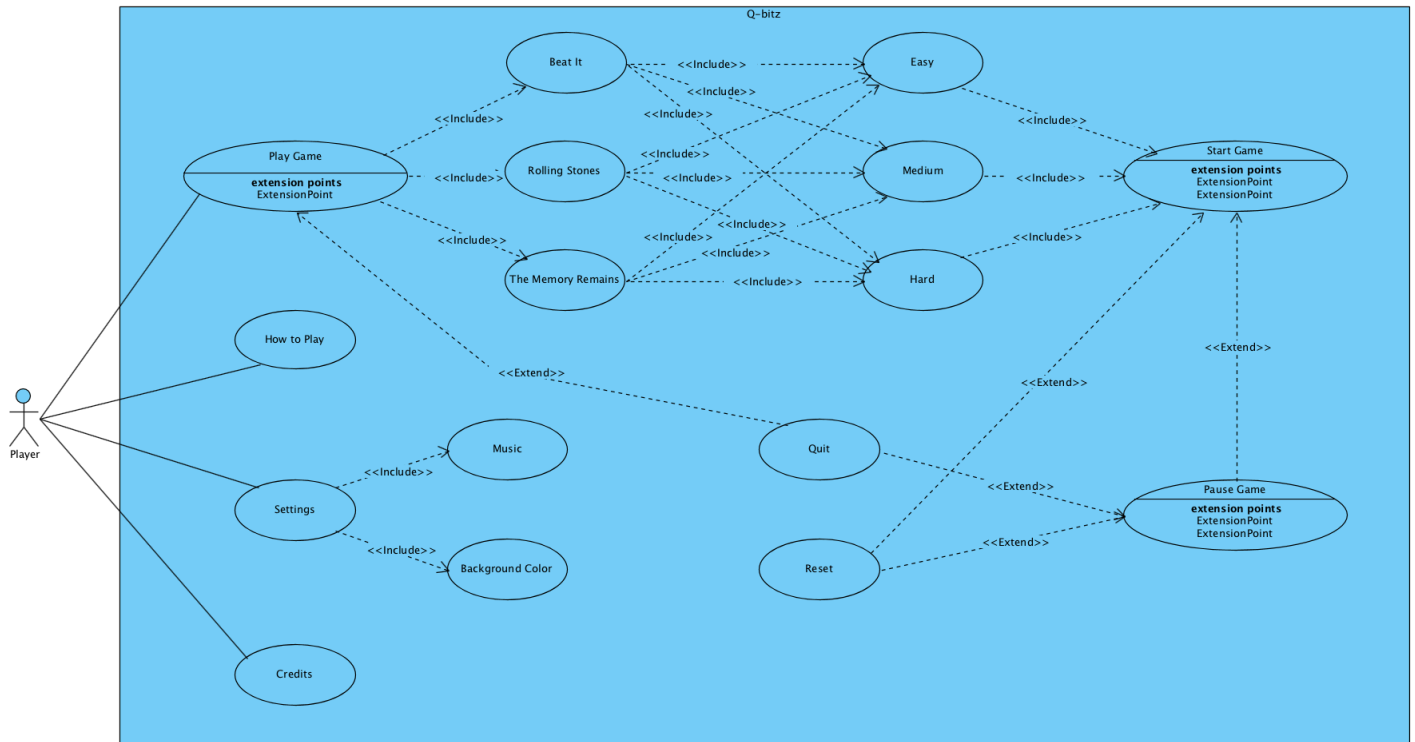 Q-bitz
Beat It
<<Include>>
Easy
<<Include>>
<<Include>>
<<Include>>
<<Include>>
Play Game
extension points
ExtensionPoint
<<Include>>
Rolling Stones
<<Include>>
<<Include>>
Medium
<<Include>>
Start Game
extension points
ExtensionPoint
ExtensionPoint
<<Include>>
<<Include>>
<<Include>>
<<Include>>
<<Include>>
The Memory Remains
<<Include>>
Hard
How to Play
<<Extend>>
<<Extend>>
<<Extend>>
Player
Music
<<Include>>
Quit
<<Extend>>
Settings
Pause Game
extension points
ExtensionPoint
ExtensionPoint
<<Include>>
<<Extend>>
Background Color
Reset
Credits